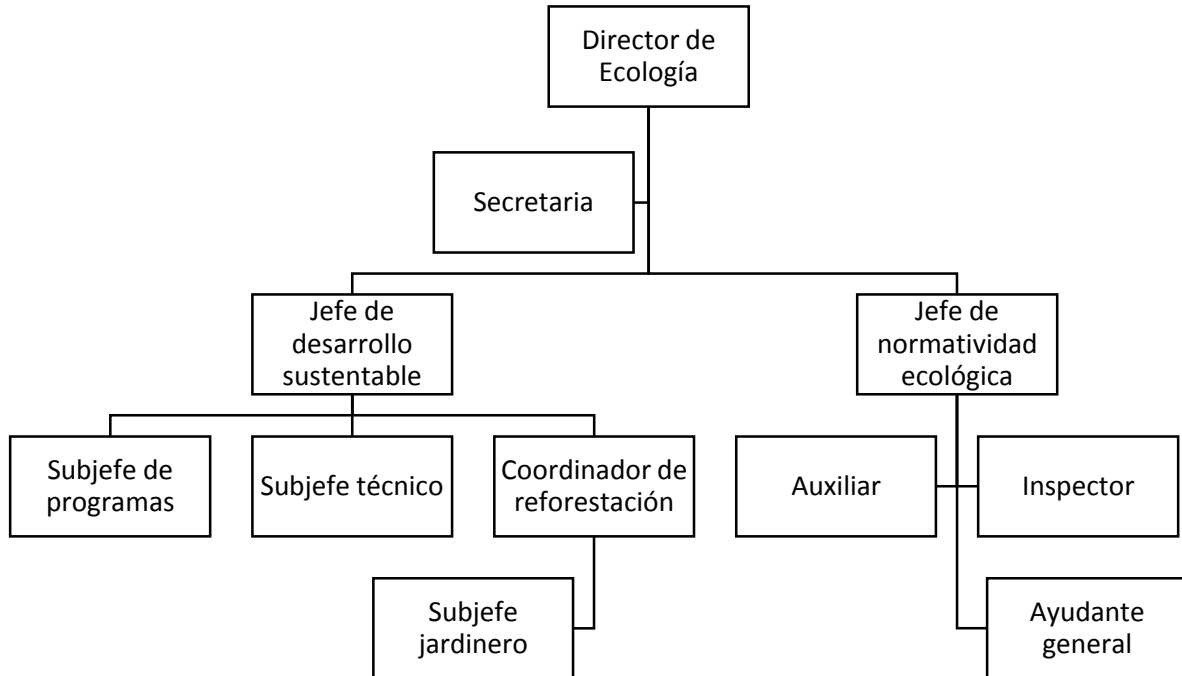 Director de
Ecología
Secretaria
Jefe de
desarrollo
sustentable
Jefe de
normatividad
ecológica
Subjefe de
programas
Subjefe técnico
Coordinador de
reforestación
Auxiliar
Inspector
Subjefe
jardinero
Ayudante
general